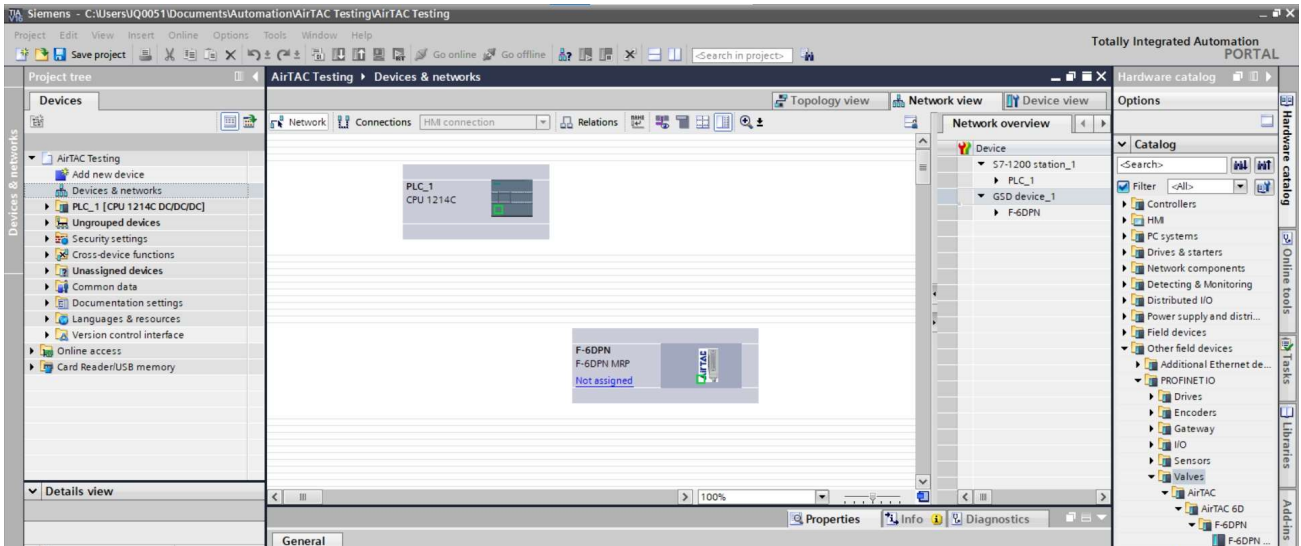 Siemens - C:\Users\JQ0051\Documents\Automation\AirTAC Testing\AirTAC Testing
Project Edit View Insert Online Options Tools Window Help
Totally Integrated Automation
PORTAL
Save project
Go online
Go offline
<Search in project>
Project tree
AirTAC Testing ▸ Devices & networks
Hardware catalog
Devices
Topology view
Network view
Device view
Options
Network
Connections
HMI connection
Relations
Network overview
Devices & networks
AirTAC Testing
Add new device
Devices & networks
PLC_1 [CPU 1214C DC/DC/DC]
Ungrouped devices
Security settings
Cross-device functions
Unassigned devices
Common data
Documentation settings
Languages & resources
Version control interface
Online access
Card Reader/USB memory
Details view
PLC_1
CPU 1214C
F-6DPN
F-6DPN MRP
Not assigned
AirTAC
100%
Device
S7-1200 station_1
PLC_1
GSD device_1
F-6DPN
Properties
Info
Diagnostics
General
Catalog
<Search>
Filter
<All>
Controllers
HMI
PC systems
Drives & starters
Network components
Detecting & Monitoring
Distributed I/O
Power supply and distri...
Field devices
Other field devices
Additional Ethernet de...
PROFINET IO
Drives
Encoders
Gateway
I/O
Sensors
Valves
AirTAC
AirTAC 6D
F-6DPN
F-6DPN ...
Hardware catalog
Online tools
Tasks
Libraries
Add-ins